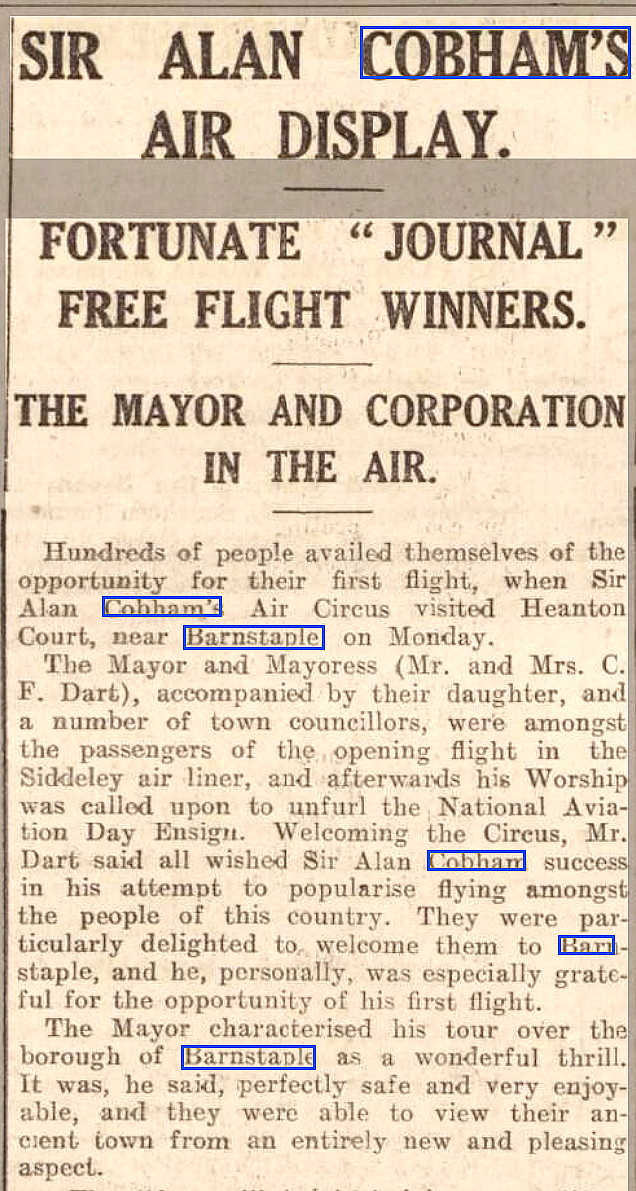 SIR ALAN COBHAM'S
AIR DISPLAY.
FORTUNATE "JOURNAL"
FREE FLIGHT WINNERS.
THE MAYOR AND CORPORATION
IN THE AIR.
Hundreds of people availed themselves of the
opportunity for their first flight, when Sir
Alan Cobham's Air Circus visited Heanton
Court, near Barnstaple on Monday.
The Mayor and Mayoress (Mr. and Mrs. C.
F. Dart), accompanied by their daughter, and
a number of town councillors, were amongst
the passengers of the opening flight in the
Siddeley air liner, and afterwards his Worship
was called upon to unfurl the National Avia-
tion Day Ensign. Welcoming the Circus, Mr.
Dart said all wished Sir Alan Cobham success
in his attempt to popularise flying amongst
the people of this country. They were par-
ticularly delighted to welcome them to Barn-
staple, and he, personally, was especially grate-
ful for the opportunity of his first flight.
The Mayor characterised his tour over the
borough of Barnstaple as a wonderful thrill.
It was, he said, perfectly safe and very enjoy-
able, and they were able to view their an-
cient town from an entirely new and pleasing
aspect.